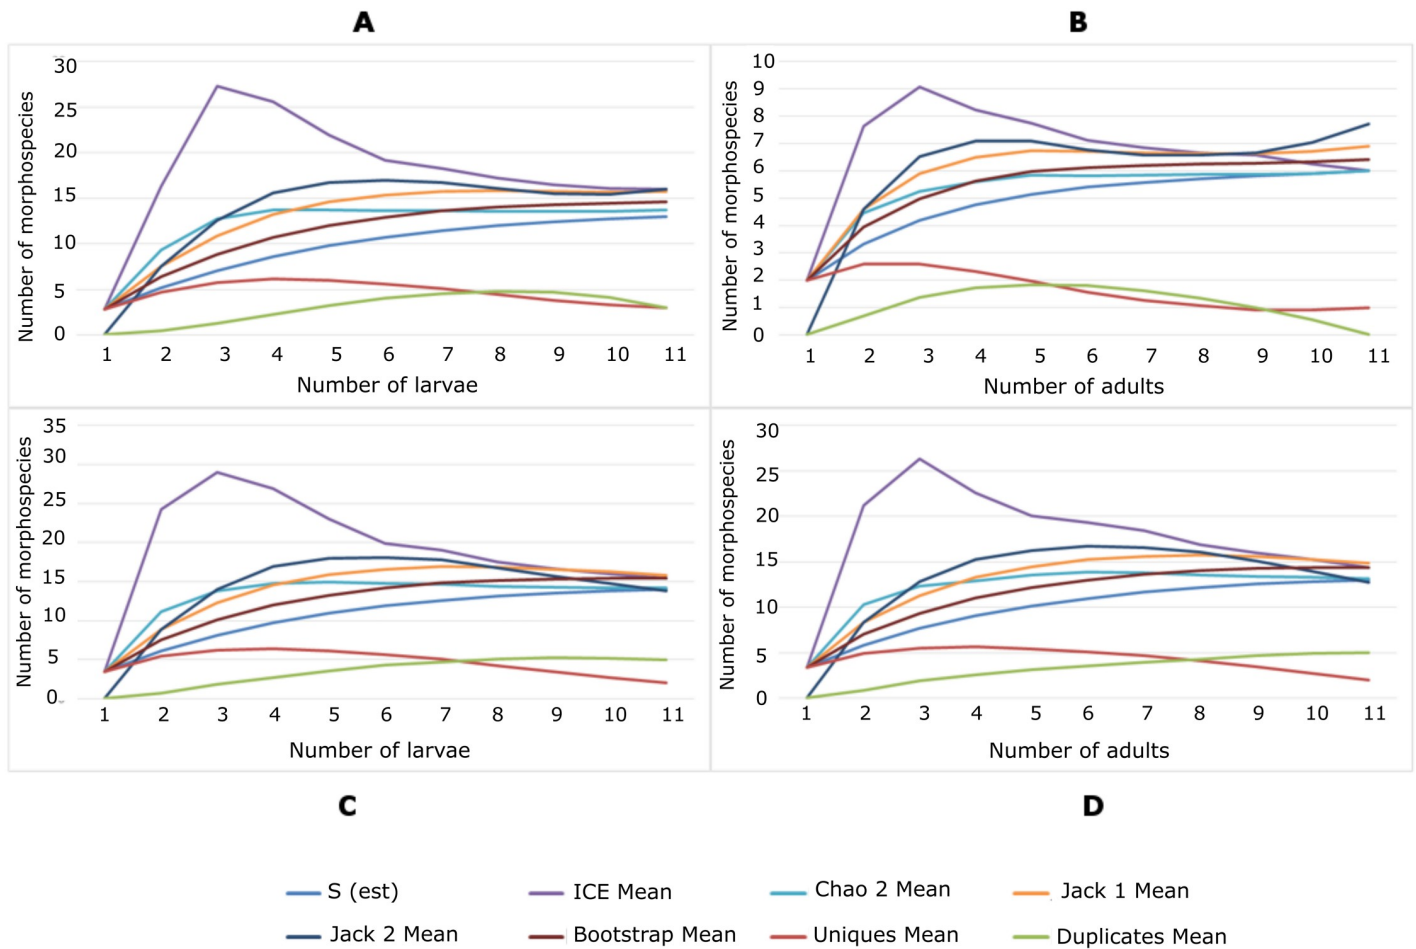 A B
30
25
20
15
10
5
0
1 2 3 4 5 6 7 8 9 10 11
Number of larvae
Number of morphospecies
10
9
8
7
6
5
4
3
2
1
0
1 2 3 4 5 6 7 8 9 10 11
Number of adults
Number of morphospecies
35
30
25
20
15
10
5
0
1 2 3 4 5 6 7 8 9 10 11
Number of larvae
Number of morphospecies
30
25
20
15
10
5
0
1 2 3 4 5 6 7 8 9 10 11
Number of adults
Number of morphospecies
C D
S (est) ICE Mean Chao 2 Mean Jack 1 Mean
Jack 2 Mean Bootstrap Mean Uniques Mean Duplicates Mean